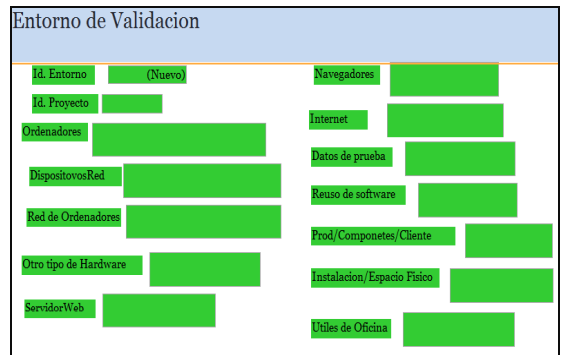 Entorno de Validacion
Id. Entorno
(Nuevo)
Id. Proyecto
Ordenadores
DispositovosRed
Red de Ordenadores
Otro tipo de Hardware
ServidorWeb
Navegadores
Internet
Datos de prueba
Reuso de software
Prod/Componetes/Cliente
Instalacion/Espacio Fisico
Utiles de Oficina